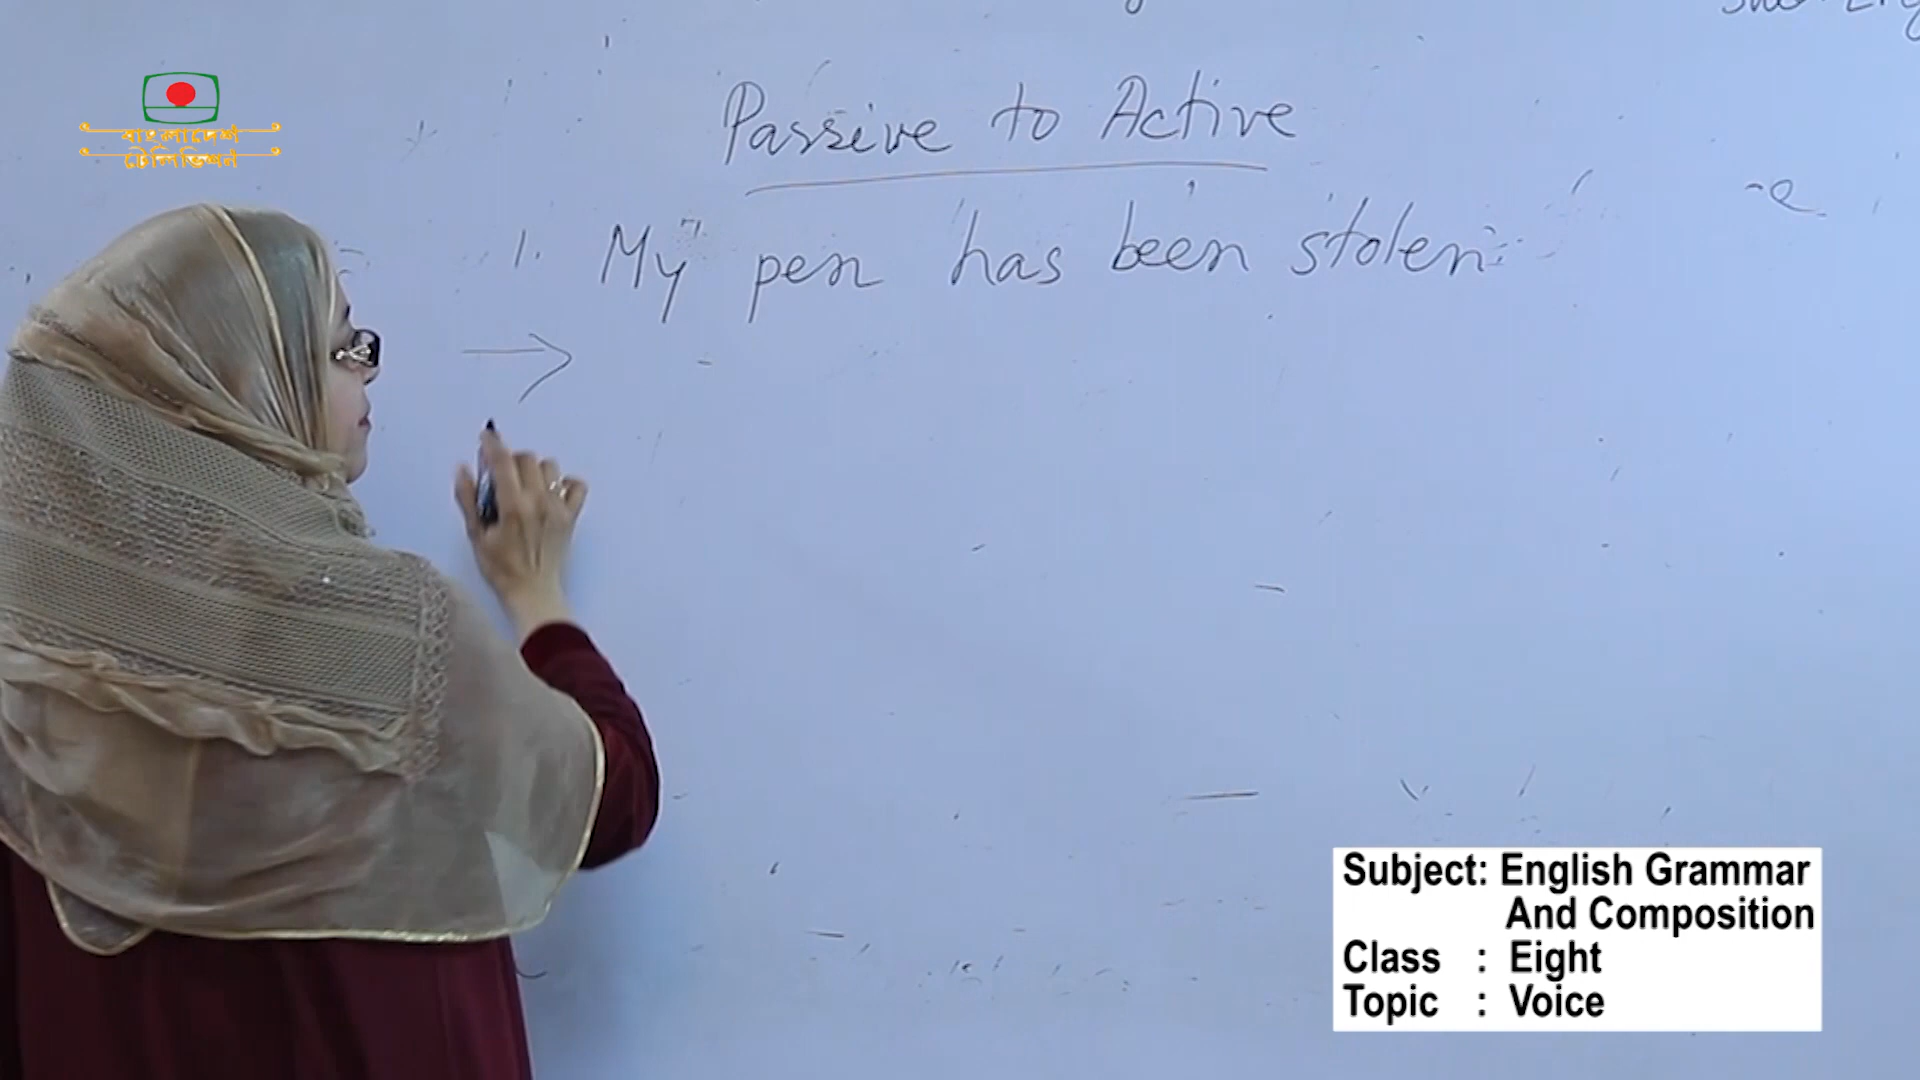 বাংলাদেশ
টেলিভিশন
Passive to Active
1. My pen has been stolen
→
Subject: English Grammar
And Composition
Class : Eight
Topic : Voice